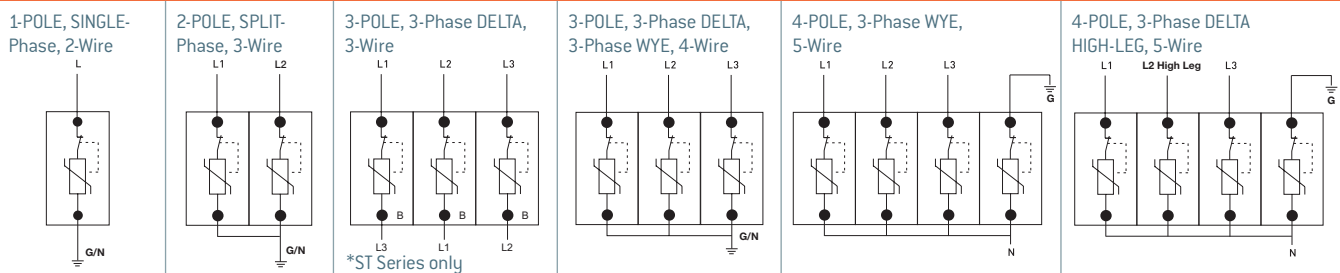 1-POLE, SINGLE-
Phase, 2-Wire
L
G/N
2-POLE, SPLIT-
Phase, 3-Wire
L1 L2
G/N
3-POLE, 3-Phase DELTA,
3-Wire
L1 L2 L3
B B B
L3 L1 L2
*ST Series only
3-POLE, 3-Phase DELTA,
3-Phase WYE, 4-Wire
L1 L2 L3
G/N
4-POLE, 3-Phase WYE,
5-Wire
L1 L2 L3
G
N
4-POLE, 3-Phase DELTA
HIGH-LEG, 5-Wire
L1 L2 High Leg L3
G
N